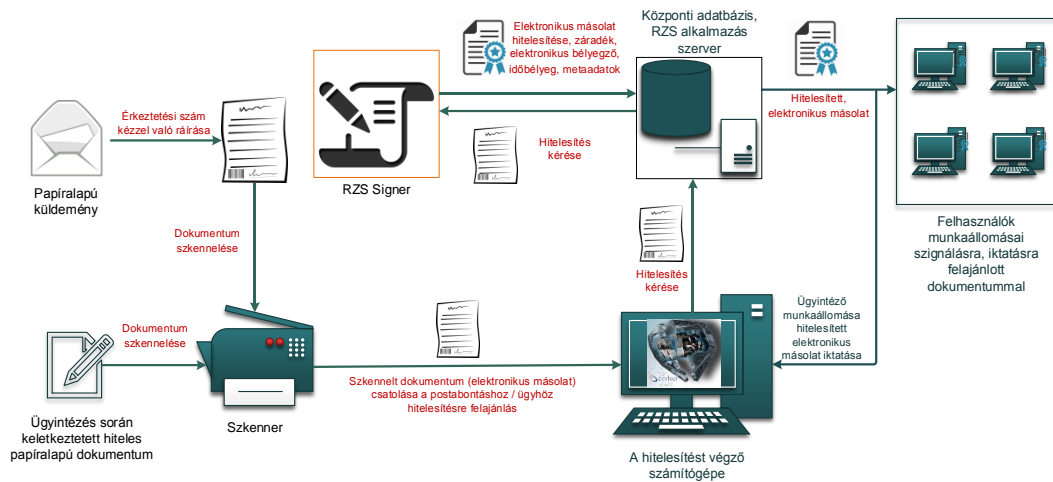 Elektronikus másolat
hitelesítése, záradék,
elektronikus bélyegző,
időbélyeg, metaadatok
Központi adatbázis,
RZS alkalmazás
szerver
Érkeztetési szám
kézzel való ráírása
Hitelesítés
kérése
Hitelesített,
elektronikus másolat
Papíralapú
küldemény
RZS Signer
Felhasználók
munkaállomásai
szignálásra, iktatásra
felajánlott
dokumentummal
Dokumentum
szkennelése
Hitelesítés
kérése
Ügyintéző
munkaállomása
hitelesített
elektronikus
másolat iktatása
Dokumentum
szkennelése
Szkennelt dokumentum (elektronikus másolat)
csatolása a postabontáshoz / ügyhöz
hitelesítésre felajánlás
Ügyintézés során
keletkeztetett hiteles
papíralapú dokumentum
Szkenner
A hitelesítést végző
számítógépe